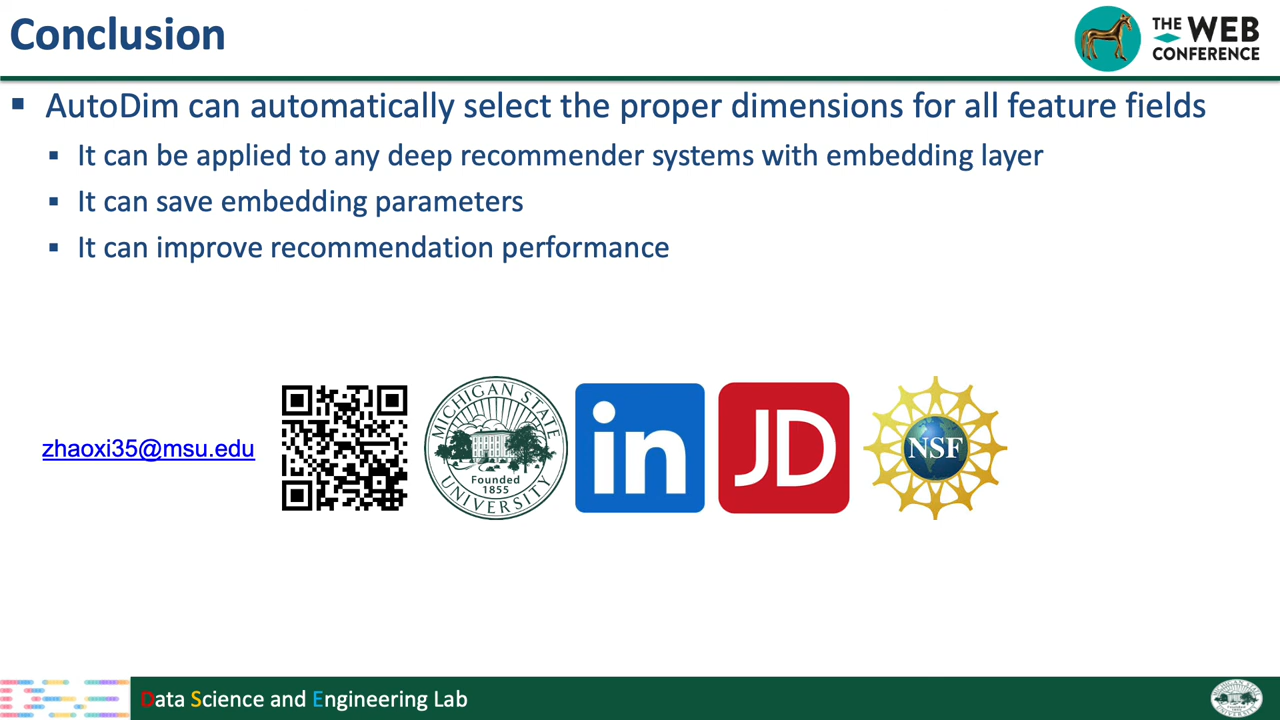 Conclusion
THE WEB
CONFERENCE
AutoDim can automatically select the proper dimensions for all feature fields
It can be applied to any deep recommender systems with embedding layer
It can save embedding parameters
It can improve recommendation performance
zhaoxi35@msu.edu
MICHIGAN STATE
UNIVERSITY
Founded
1855
in
JD
NSF
Data Science and Engineering Lab